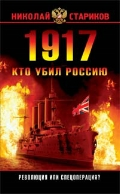 НИКОЛАЙ СТАРИКОВ
1917
КТО УБИЛ РОССИЮ
РЕВОЛЮЦИЯ ИЛИ СПЕЦОПЕРАЦИЯ?